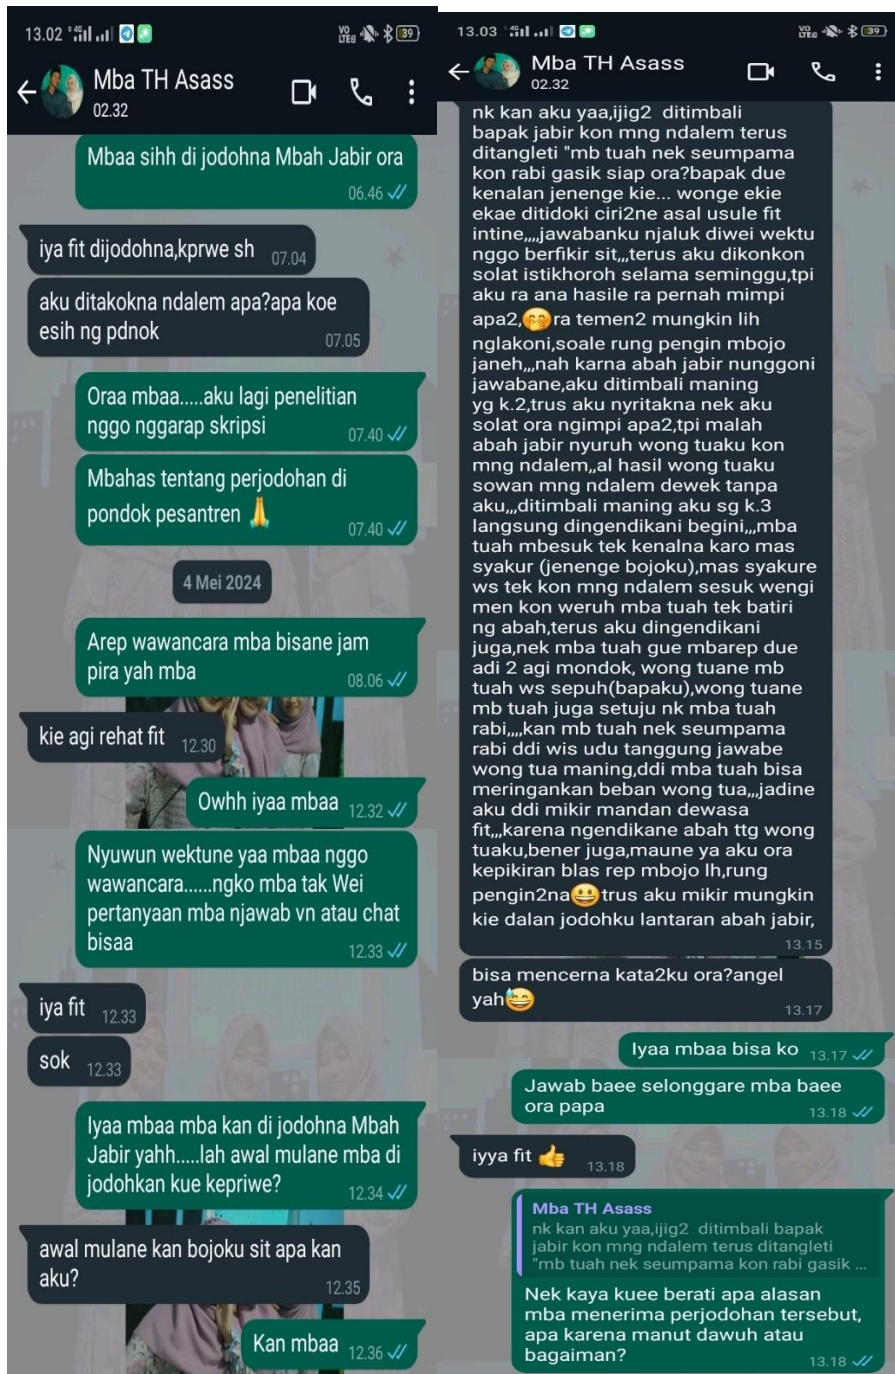 13.02
39
Mba TH Asass
02.32
Mbaa sihh di jodohna Mbah Jabir ora
06.46
iya fit dijodohna,kprwe sh 07.04
aku ditakokna ndalem apa?apa koe
esih ng pdnok
07.05
Oraa mbaa.....aku lagi penelitian
nggo nggarap skripsi
07.40
Mbahas tentang perjodohan di
pondok pesantren 🙏
07.40
4 Mei 2024
Arep wawancara mba bisane jam
pira yah mba
08.06
kie agi rehat fit 12.30
Owhh iyaa mbaa 12.32
Nyuwun wektune yaa mbaa nggo
wawancara......ngko mba tak Wei
pertanyaan mba njawab vn atau chat
bisaa
12.33
iya fit 12.33
sok 12.33
Iyaa mbaa mba kan di jodohna Mbah
Jabir yahh.....lah awal mulane mba di
jodohkan kue kepriwe?
12.34
awal mulane kan bojoku sit apa kan
aku?
12.35
Kan mbaa 12.36
13.03
39
Mba TH Asass
02.32
nk kan aku yaa,ijig2 ditimbali
bapak jabir kon mng ndalem terus
ditangleti "mb tuah nek seumpama
kon rabi gasik siap ora?bapak due
kenalan jenenge kie... wonge ekie
ekae ditidoki ciri2ne asal usule fit
intine,,,,jawabanku njaluk diwei wektu
nggo berfikir sit,,,terus aku dikonkon
solat istikhoroh selama seminggu,tpi
aku ra ana hasile ra pernah mimpi
apa2,🤭ra temen2 mungkin lih
nglakoni,soale rung pengin mbojo
janeh,,,nah karna abah jabir nunggoni
jawabane,aku ditimbali maning
yg k.2,trus aku nyritakna nek aku
solat ora ngimpi apa2,tpi malah
abah jabir nyuruh wong tuaku kon
mng ndalem,,al hasil wong tuaku
sowan mng ndalem dewek tanpa
aku,,,ditimbali maning aku sg k.3
langsung dingendikani begini,,,mba
tuah mbesuk tek kenalna karo mas
syakur (jenenge bojoku),mas syakure
ws tek kon mng ndalem sesuk wengi
men kon weruh mba tuah tek batiri
ng abah,terus aku dingendikani
juga,nek mba tuah gue mbarep due
adi 2 agi mondok, wong tuane mb
tuah ws sepuh(bapaku),wong tuane
mb tuah juga setuju nk mba tuah
rabi,,,,kan mb tuah nek seumpama
rabi ddi wis udu tanggung jawabe
wong tua maning,ddi mba tuah bisa
meringankan beban wong tua,,,jadine
aku ddi mikir mandan dewasa
fit,,,karena ngendikane abah ttg wong
tuaku,bener juga,maune ya aku ora
kepikiran blas rep mbojo lh,rung
pengin2na😃trus aku mikir mungkin
kie dalan jodohku lantaran abah jabir,
13.15
bisa mencerna kata2ku ora?angel
yah😅
13.17
Iyaa mbaa bisa ko 13.17
Jawab baee selonggare mba baee
ora papa
13.18
iyya fit 👍 13.18
Mba TH Asass
nk kan aku yaa,ijig2 ditimbali bapak
jabir kon mng ndalem terus ditangleti
"mb tuah nek seumpama kon rabi gasik ...
Nek kaya kuee berati apa alasan
mba menerima perjodohan tersebut,
apa karena manut dawuh atau
bagaiman?
13.18